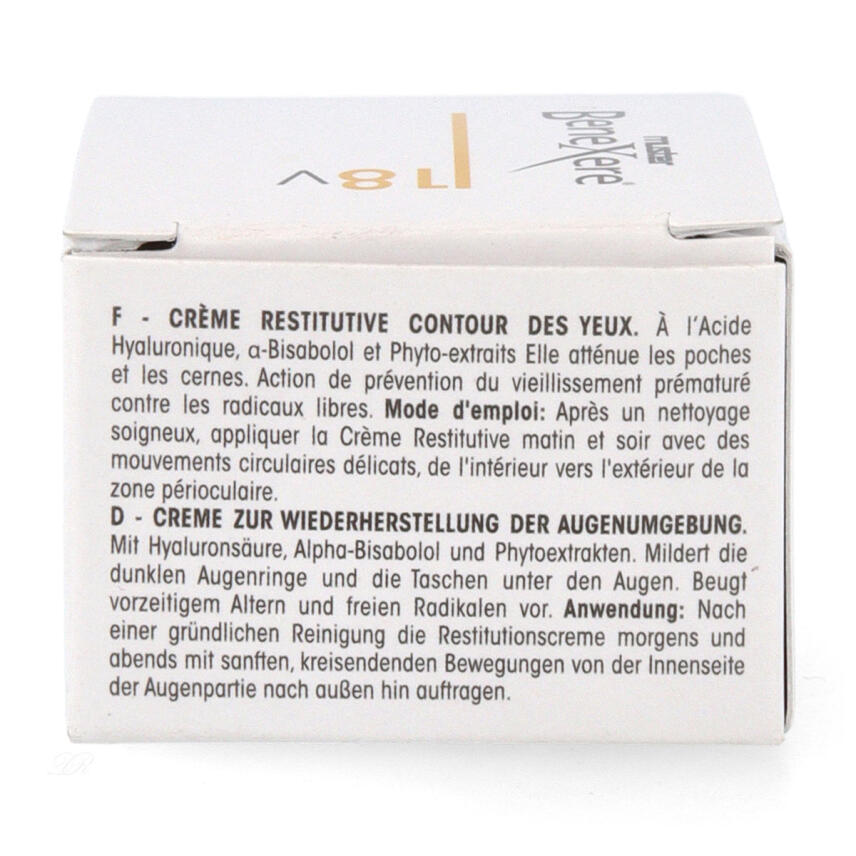 muster
BeneXere®
F - CRÈME RESTITUTIVE CONTOUR DES YEUX. À l'Acide
Hyaluronique, α-Bisabolol et Phyto-extraits Elle atténue les poches
et les cernes. Action de prévention du vieillissement prématuré
contre les radicaux libres. Mode d'emploi: Après un nettoyage
soigneux, appliquer la Crème Restitutive matin et soir avec des
mouvements circulaires délicats, de l'intérieur vers l'extérieur de la
zone périoculaire.
D - CREME ZUR WIEDERHERSTELLUNG DER AUGENUMGEBUNG.
Mit Hyaluronsäure, Alpha-Bisabolol und Phytoextrakten. Mildert die
dunklen Augenringe und die Taschen unter den Augen. Beugt
vorzeitigem Altern und freien Radikalen vor. Anwendung: Nach
einer gründlichen Reinigung die Restitutionscreme morgens und
abends mit sanften, kreisendenden Bewegungen von der Innenseite
der Augenpartie nach außen hin auftragen.